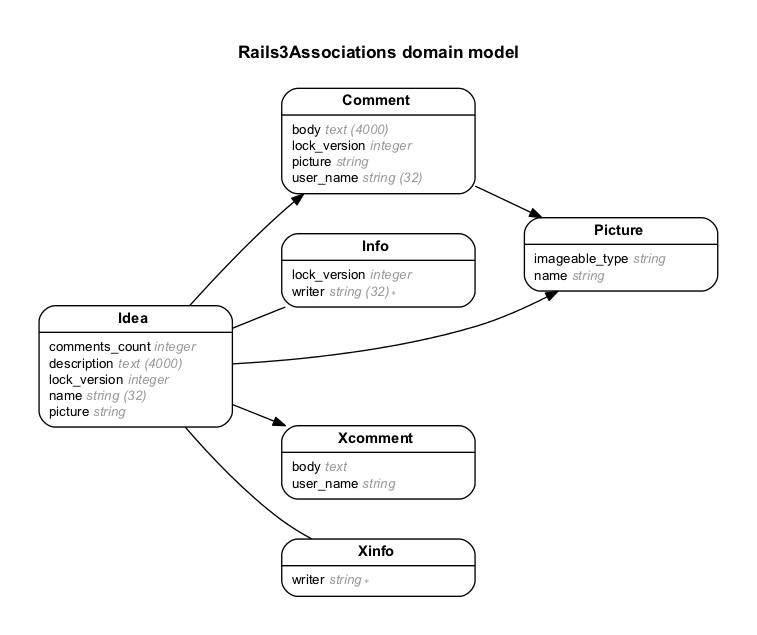 Rails3Associations domain model
Comment
body text (4000)
lock_version integer
picture string
user_name string (32)
Picture
imageable_type string
name string
Info
lock_version integer
writer string (32) *
Idea
comments_count integer
description text (4000)
lock_version integer
name string (32)
picture string
Xcomment
body text
user_name string
Xinfo
writer string *